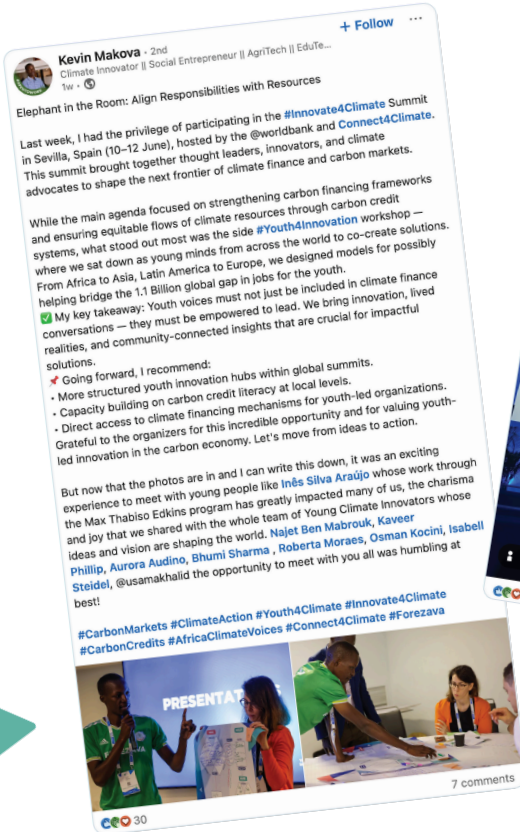 Kevin Makova · 2nd
+ Follow ...
Climate Innovator || Social Entrepreneur || AgriTech || EduTe...
1w ·
Elephant in the Room: Align Responsibilities with Resources
Last week, I had the privilege of participating in the #Innovate4Climate Summit
in Sevilla, Spain (10–12 June), hosted by the @worldbank and Connect4Climate.
This summit brought together thought leaders, innovators, and climate
advocates to shape the next frontier of climate finance and carbon markets.
While the main agenda focused on strengthening carbon financing frameworks
and ensuring equitable flows of climate resources through carbon credit
systems, what stood out most was the side #Youth4Innovation workshop —
where we sat down as young minds from across the world to co-create solutions.
From Africa to Asia, Latin America to Europe, we designed models for possibly
helping bridge the 1.1 Billion global gap in jobs for the youth.
✅ My key takeaway: Youth voices must not just be included in climate finance
conversations — they must be empowered to lead. We bring innovation, lived
realities, and community-connected insights that are crucial for impactful
solutions.
📌 Going forward, I recommend:
• More structured youth innovation hubs within global summits.
• Capacity building on carbon credit literacy at local levels.
• Direct access to climate financing mechanisms for youth-led organizations.
Grateful to the organizers for this incredible opportunity and for valuing youth-
led innovation in the carbon economy. Let's move from ideas to action.
But now that the photos are in and I can write this down, it was an exciting
experience to meet with young people like Inês Silva Araújo whose work through
the Max Thabiso Edkins program has greatly impacted many of us, the charisma
and joy that we shared with the whole team of Young Climate Innovators whose
ideas and vision are shaping the world. Najet Ben Mabrouk, Kaveer
Phillip, Aurora Audino, Bhumi Sharma , Roberta Moraes, Osman Kocini, Isabell
Steidel, @usamakhalid the opportunity to meet with you all was humbling at
best!
#CarbonMarkets #ClimateAction #Youth4Climate #Innovate4Climate
#CarbonCredits #AfricaClimateVoices #Connect4Climate #Forezava
30
7 comments